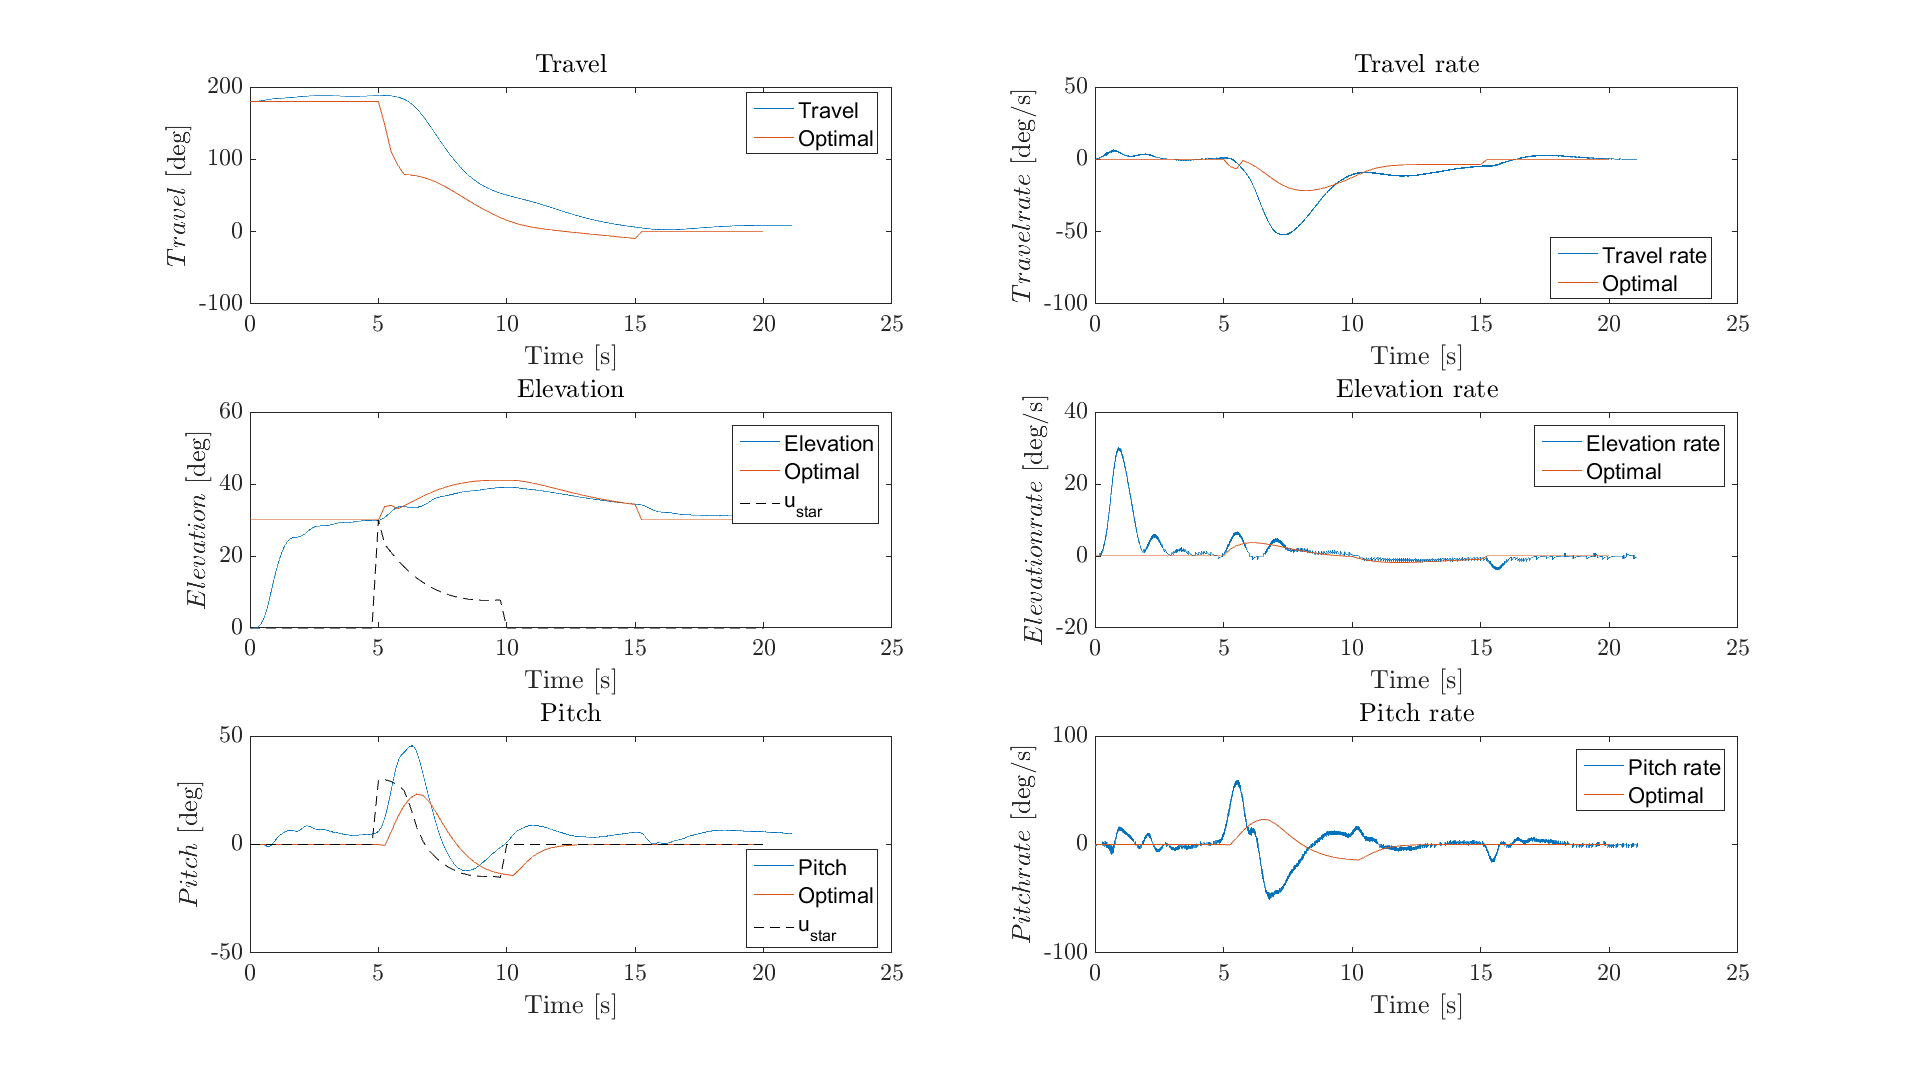 Travel
200
100
0
-100
Travel [deg]
Travel
Optimal
0 5 10 15 20 25
Time [s]
Travel rate
50
0
-50
-100
Travelrate [deg/s]
Travel rate
Optimal
0 5 10 15 20 25
Time [s]
Elevation
60
40
20
0
Elevation [deg]
Elevation
Optimal
u_star
0 5 10 15 20 25
Time [s]
Elevation rate
40
20
0
-20
Elevationrate [deg/s]
Elevation rate
Optimal
0 5 10 15 20 25
Time [s]
Pitch
50
0
-50
Pitch [deg]
Pitch
Optimal
u_star
0 5 10 15 20 25
Time [s]
Pitch rate
100
0
-100
Pitchrate [deg/s]
Pitch rate
Optimal
0 5 10 15 20 25
Time [s]